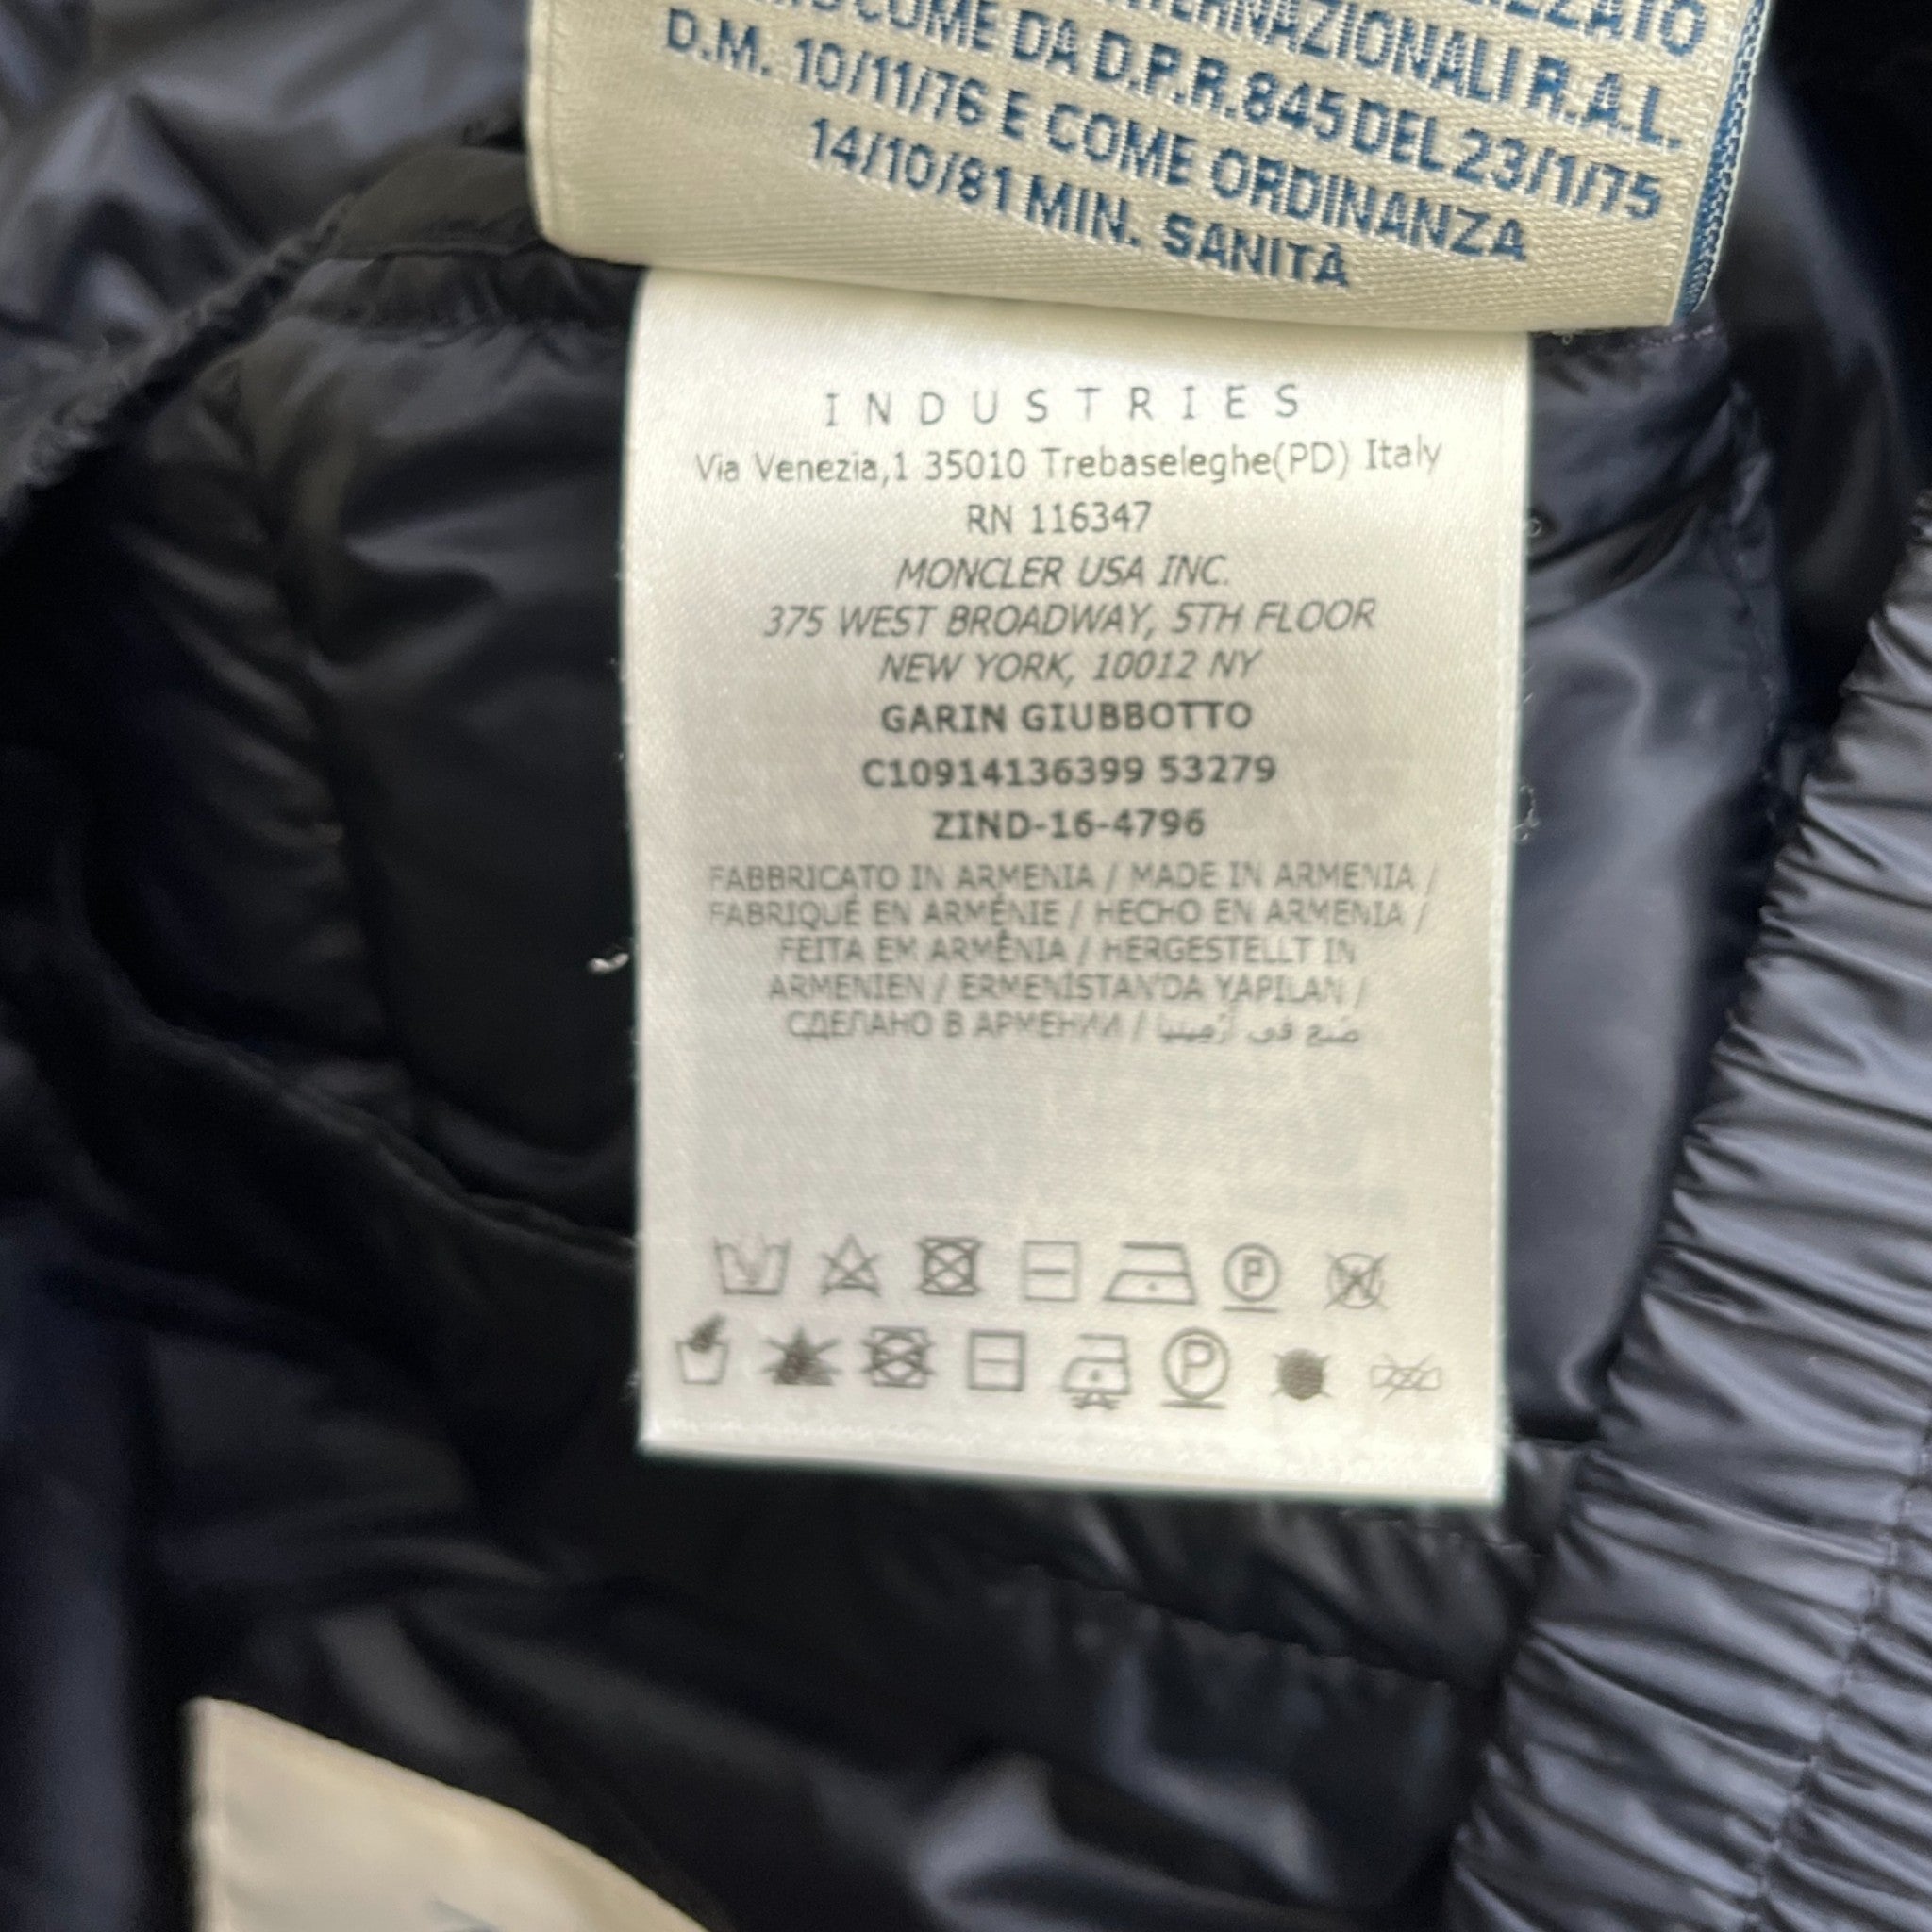 INTERNAZIONALI R.A.L.
COME DA D.P.R. 845 DEL 23/1/75
D.M. 10/11/76 E COME ORDINANZA
14/10/81 MIN. SANITÀ
INDUSTRIES
Via Venezia,1 35010 Trebaseleghe(PD) Italy
RN 116347
MONCLER USA INC.
375 WEST BROADWAY, 5TH FLOOR
NEW YORK, 10012 NY
GARIN GIUBBOTTO
C10914136399 53279
ZIND-16-4796
FABBRICATO IN ARMENIA / MADE IN ARMENIA /
FABRIQUÉ EN ARMÉNIE / HECHO EN ARMENIA /
FEITA EM ARMÊNIA / HERGESTELLT IN
ARMENIEN / ERMENİSTAN'DA YAPILAN /
СДЕЛАНО В АРМЕНИИ / صنع في أرمينيا
P
W
P